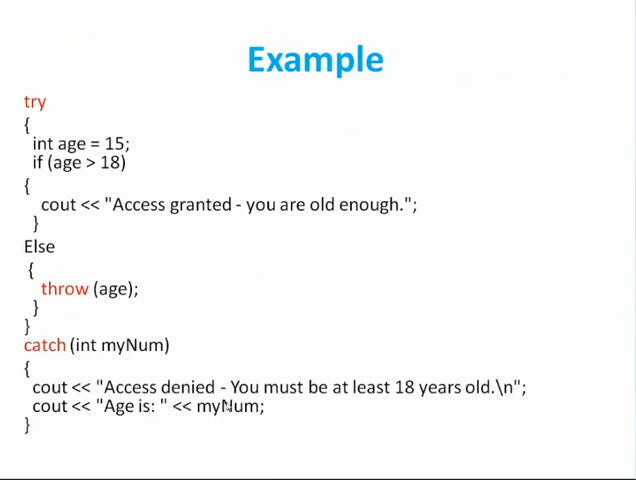 Example
try
{
int age = 15;
if (age > 18)
{
cout << "Access granted - you are old enough.";
}
Else
{
throw (age);
}
}
catch (int myNum)
{
cout << "Access denied - You must be at least 18 years old.\n";
cout << "Age is: " << myNum;
}